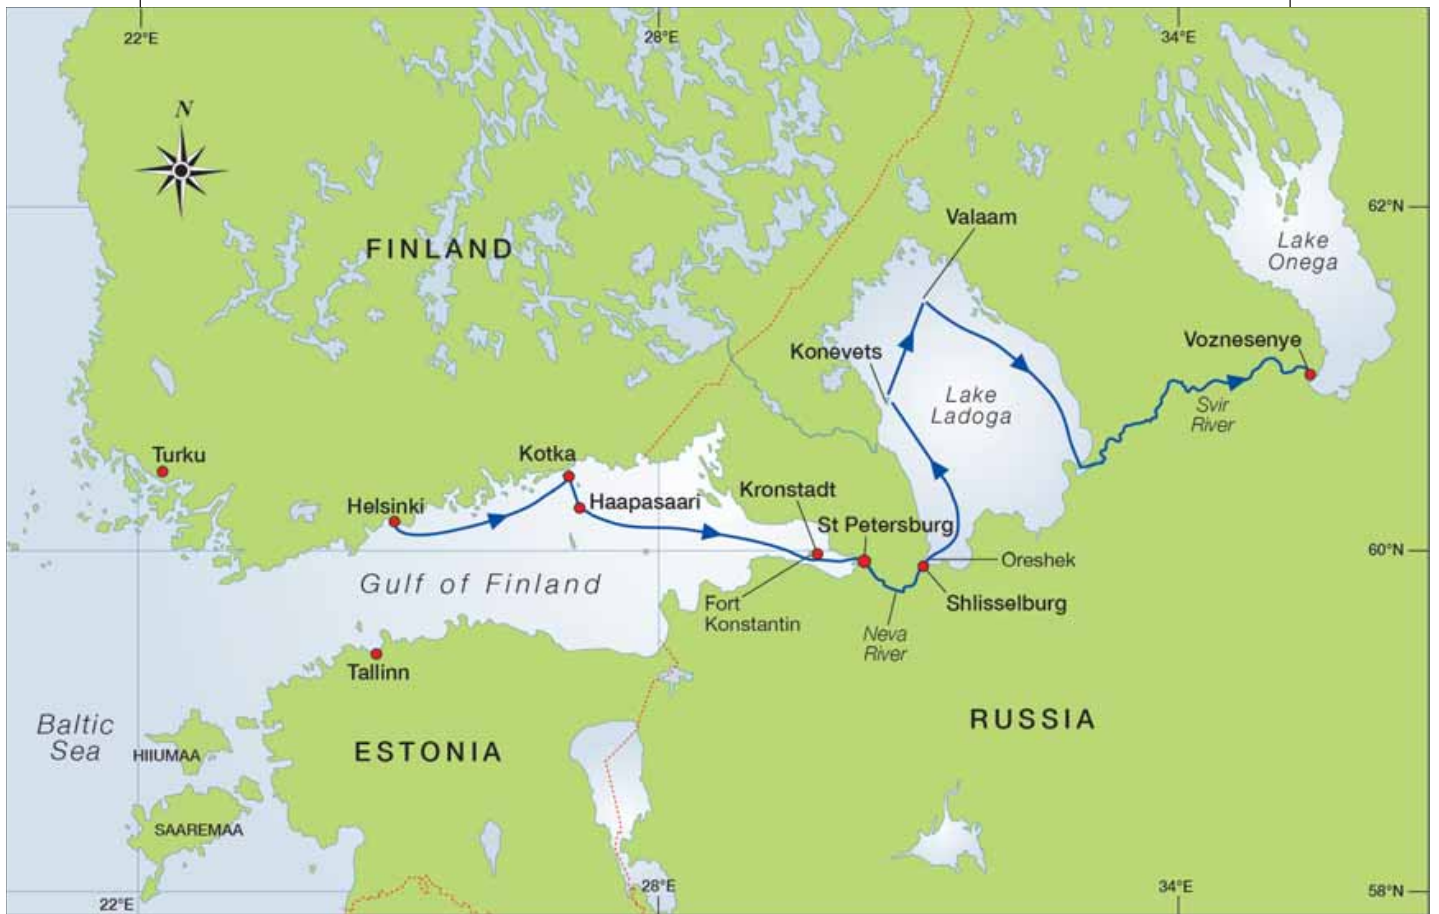 22°E
28°E
34°E
N
62°N
Valaam
FINLAND
Lake
Onega
Voznesenye
Konevets
Lake
Ladoga
Svir
River
Turku
Kotka
Kronstadt
Helsinki
Haapasaari
St Petersburg
60°N
Oreshek
Gulf of Finland
Fort
Konstantin
Shlisselburg
Neva
River
Tallinn
Baltic
Sea
RUSSIA
HIIUMAA
ESTONIA
SAAREMAA
22°E
28°E
34°E
58°N